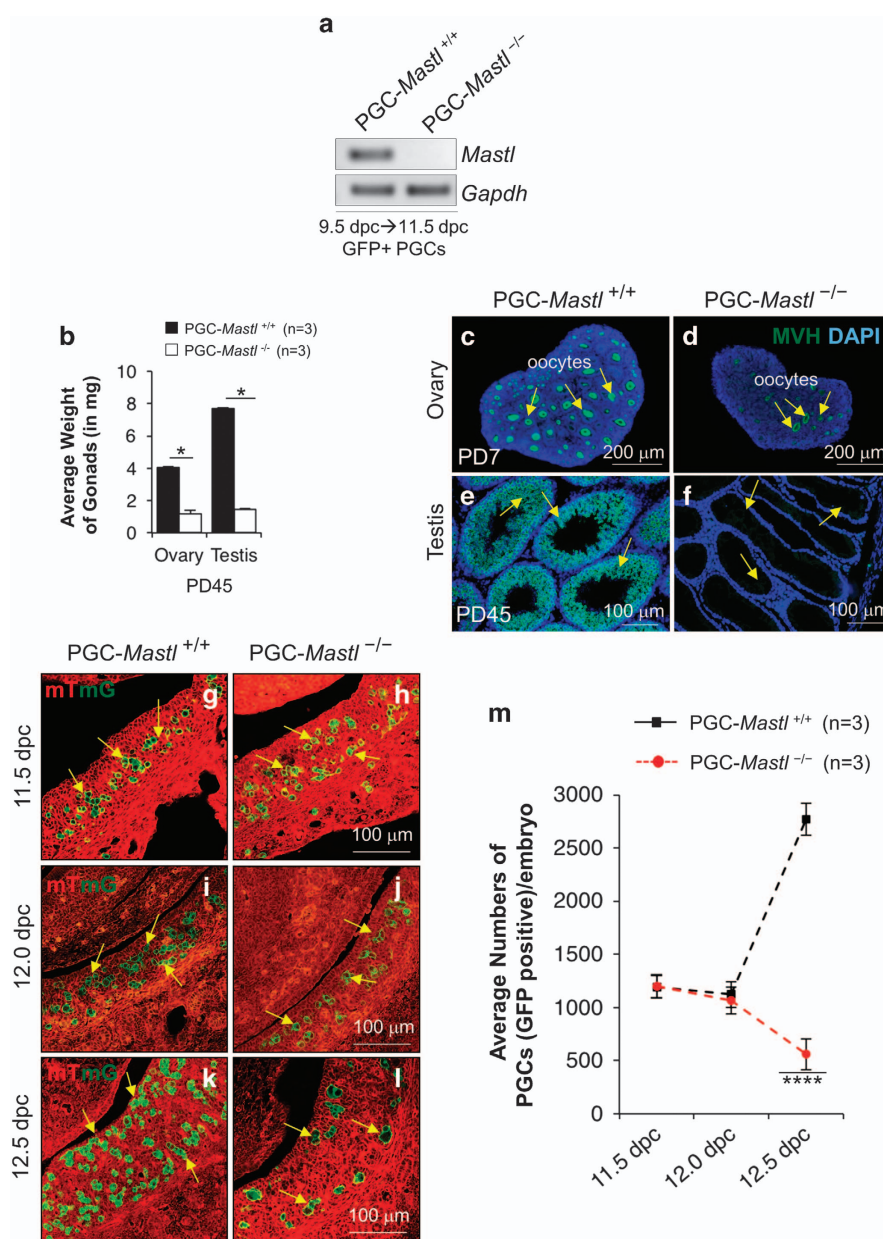 a
PGC-Mastl +/+
PGC-Mastl −/−
Mastl
Gapdh
9.5 dpc→11.5 dpc
GFP+ PGCs
b
PGC-Mastl +/+ (n=3)
PGC-Mastl -/- (n=3)
Average Weight
of Gonads (in mg)
10
8
6
4
2
0
*
*
Ovary Testis
PD45
PGC-Mastl +/+
PGC-Mastl −/−
Ovary
c
oocytes
PD7
200 μm
d
MVH DAPI
oocytes
200 μm
Testis
e
PD45
100 μm
f
100 μm
PGC-Mastl +/+
PGC-Mastl −/−
11.5 dpc
mTmG
g
h
100 μm
12.0 dpc
mTmG
i
j
100 μm
12.5 dpc
mTmG
k
l
100 μm
m
PGC-Mastl +/+ (n=3)
PGC-Mastl −/− (n=3)
Average Numbers of
PGCs (GFP positive)/embryo
3000
2500
2000
1500
1000
500
0
****
11.5 dpc
12.0 dpc
12.5 dpc